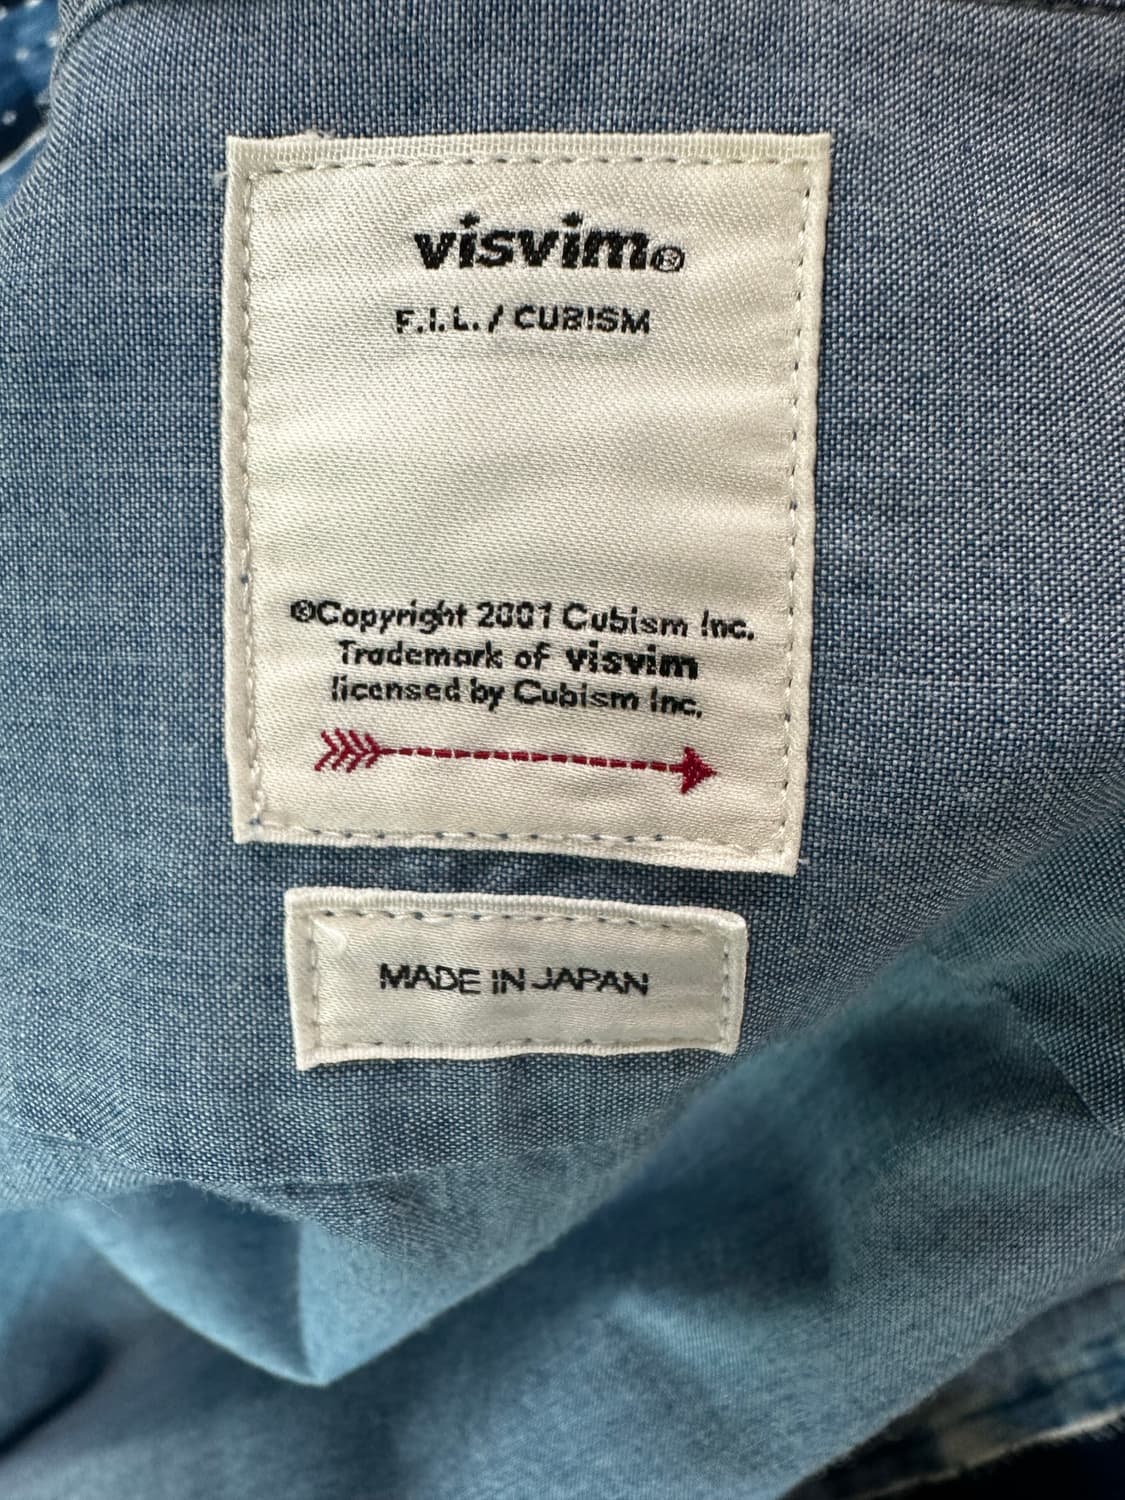 visvim®
F.I.L. / CUBISM
©Copyright 2001 Cubism Inc.
Trademark of visvim
licensed by Cubism Inc.
MADE IN JAPAN